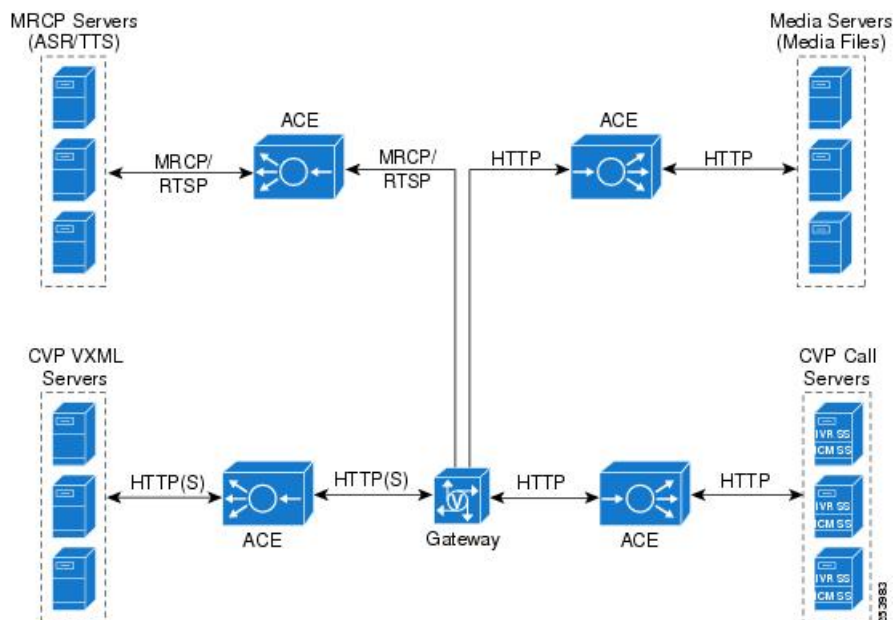 MRCP Servers
(ASR/TTS)
Media Servers
(Media Files)
ACE
ACE
MRCP/
RTSP
MRCP/
RTSP
HTTP
HTTP
CVP VXML
Servers
CVP Call
Servers
IVR SS
ICM SS
HTTP(S)
HTTP(S)
HTTP
HTTP
IVR SS
ICM SS
ACE
Gateway
ACE
IVR SS
ICM SS
253983
V